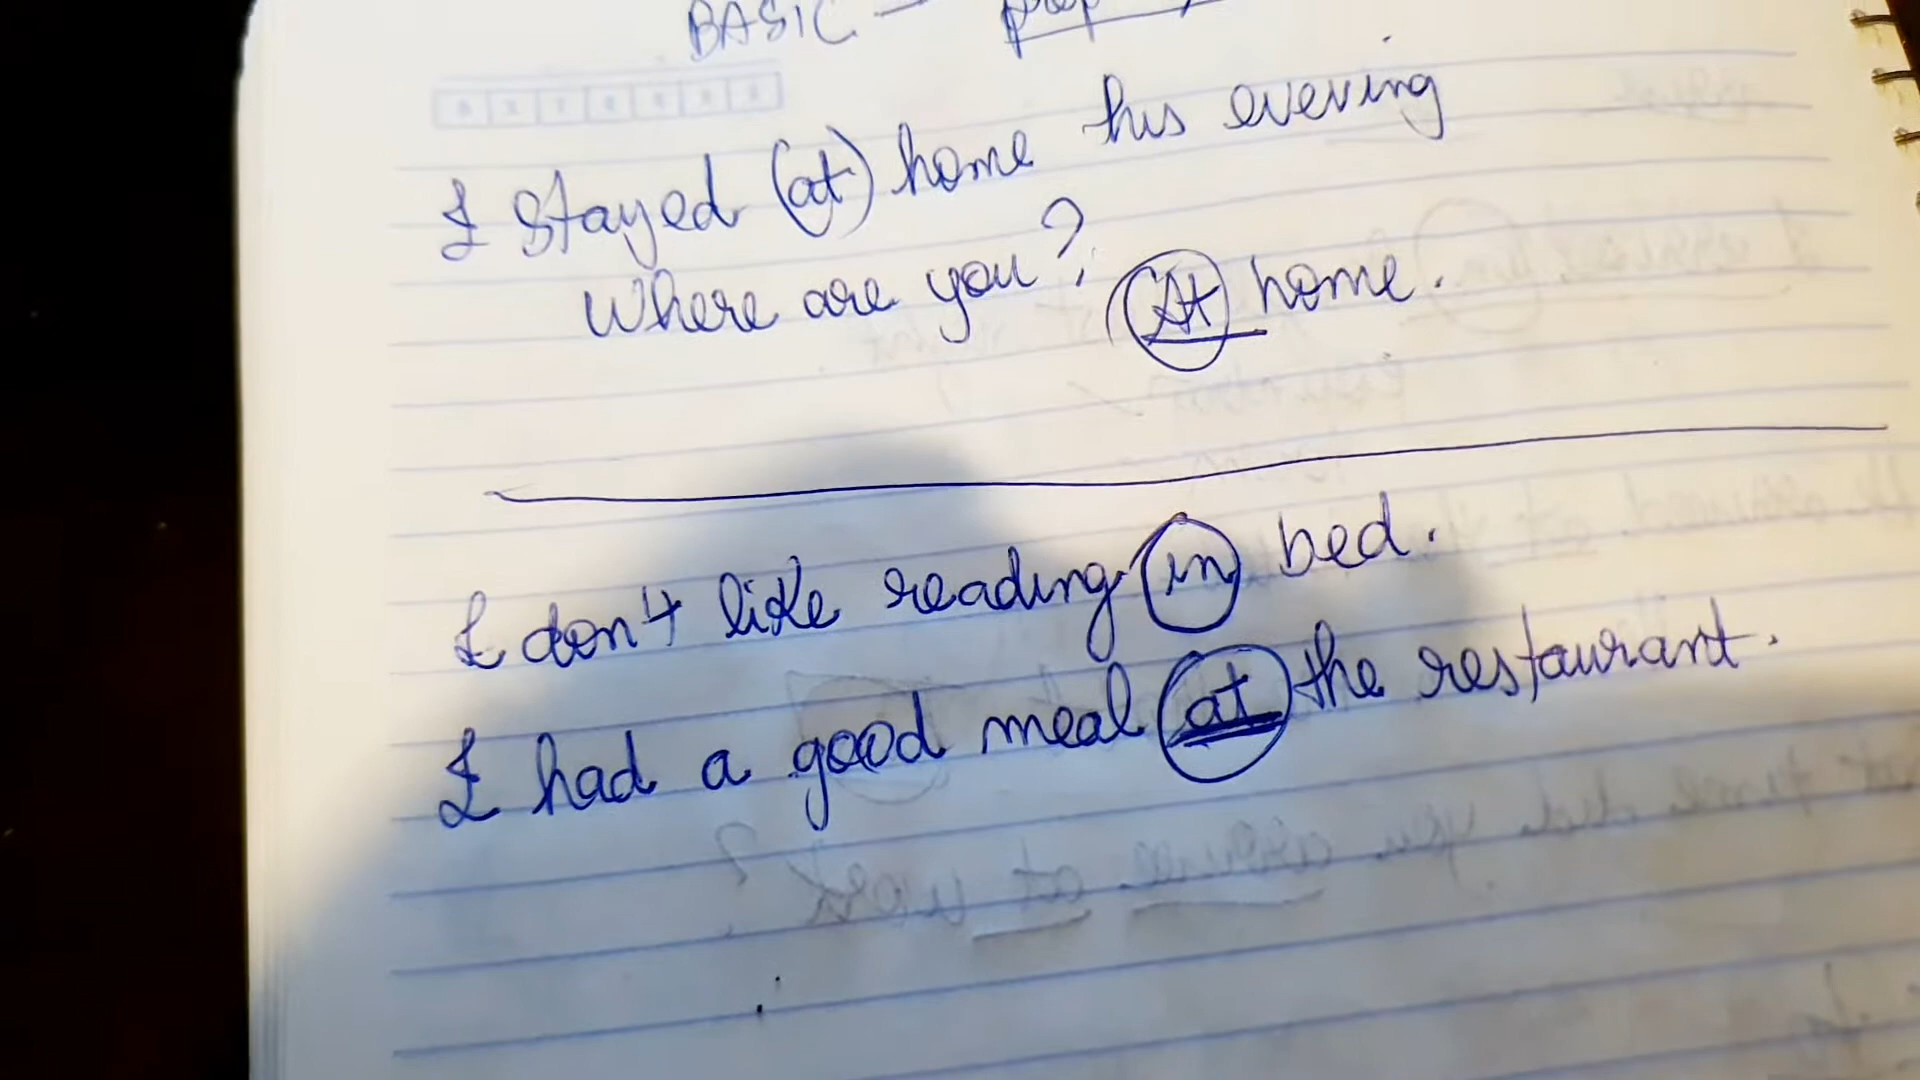 BASIC — prep
I stayed (at) home this evening
Where are you? At home.
I don't like reading in bed.
I had a good meal at the restaurant.